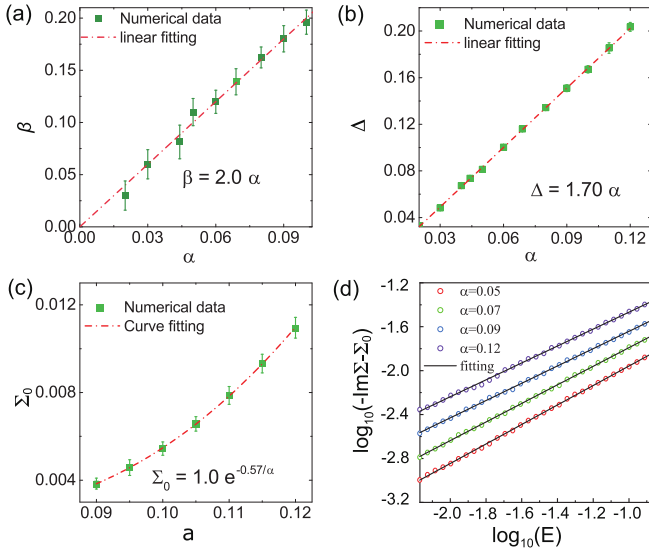 (a)
Numerical data
linear fitting
β = 2.0 α
β
0.20
0.15
0.10
0.05
0.00
0.00 0.03 0.06 0.09
α
(b)
Numerical data
linear fitting
Δ = 1.70 α
Δ
0.20
0.16
0.12
0.08
0.04
0.03 0.06 0.09 0.12
α
(c)
Numerical data
Curve fitting
Σ₀ = 1.0 e^-0.57/α
Σ₀
0.012
0.008
0.004
0.09 0.10 0.11 0.12
a
(d)
α=0.05
α=0.07
α=0.09
α=0.12
fitting
log₁₀(-ImΣ-Σ₀)
-1.2
-1.6
-2.0
-2.4
-2.8
-3.2
-2.0 -1.8 -1.6 -1.4 -1.2 -1.0
log₁₀(E)